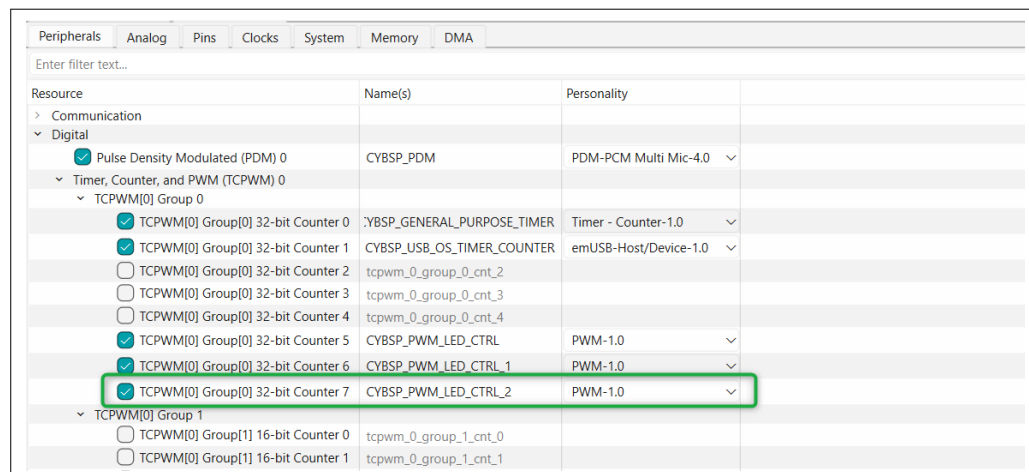 Peripherals Analog Pins Clocks System Memory DMA
Enter filter text...
Resource Name(s) Personality
Communication
Digital
Pulse Density Modulated (PDM) 0 CYBSP_PDM PDM-PCM Multi Mic-4.0
Timer, Counter, and PWM (TCPWM) 0
TCPWM[0] Group 0
TCPWM[0] Group[0] 32-bit Counter 0 YBSP_GENERAL_PURPOSE_TIMER Timer - Counter-1.0
TCPWM[0] Group[0] 32-bit Counter 1 CYBSP_USB_OS_TIMER_COUNTER emUSB-Host/Device-1.0
TCPWM[0] Group[0] 32-bit Counter 2 tcpwm_0_group_0_cnt_2
TCPWM[0] Group[0] 32-bit Counter 3 tcpwm_0_group_0_cnt_3
TCPWM[0] Group[0] 32-bit Counter 4 tcpwm_0_group_0_cnt_4
TCPWM[0] Group[0] 32-bit Counter 5 CYBSP_PWM_LED_CTRL PWM-1.0
TCPWM[0] Group[0] 32-bit Counter 6 CYBSP_PWM_LED_CTRL_1 PWM-1.0
TCPWM[0] Group[0] 32-bit Counter 7 CYBSP_PWM_LED_CTRL_2 PWM-1.0
TCPWM[0] Group 1
TCPWM[0] Group[1] 16-bit Counter 0 tcpwm_0_group_1_cnt_0
TCPWM[0] Group[1] 16-bit Counter 1 tcpwm_0_group_1_cnt_1